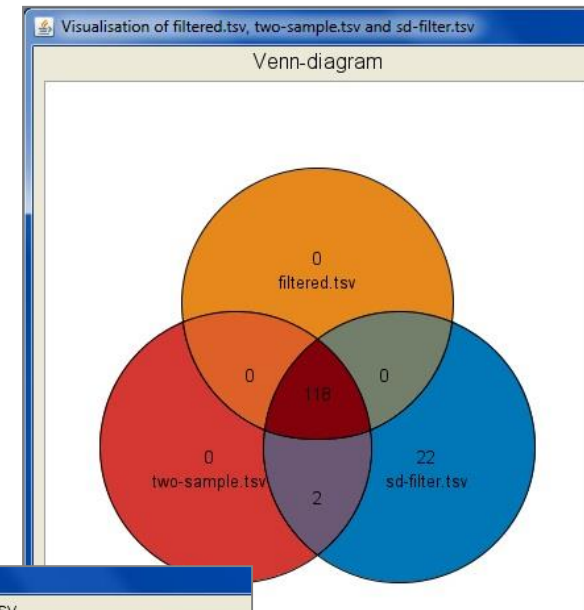 Visualisation of filtered.tsv, two-sample.tsv and sd-filter.tsv
Venn-diagram
0
filtered.tsv
0
118
0
0
two-sample.tsv
22
sd-filter.tsv
2